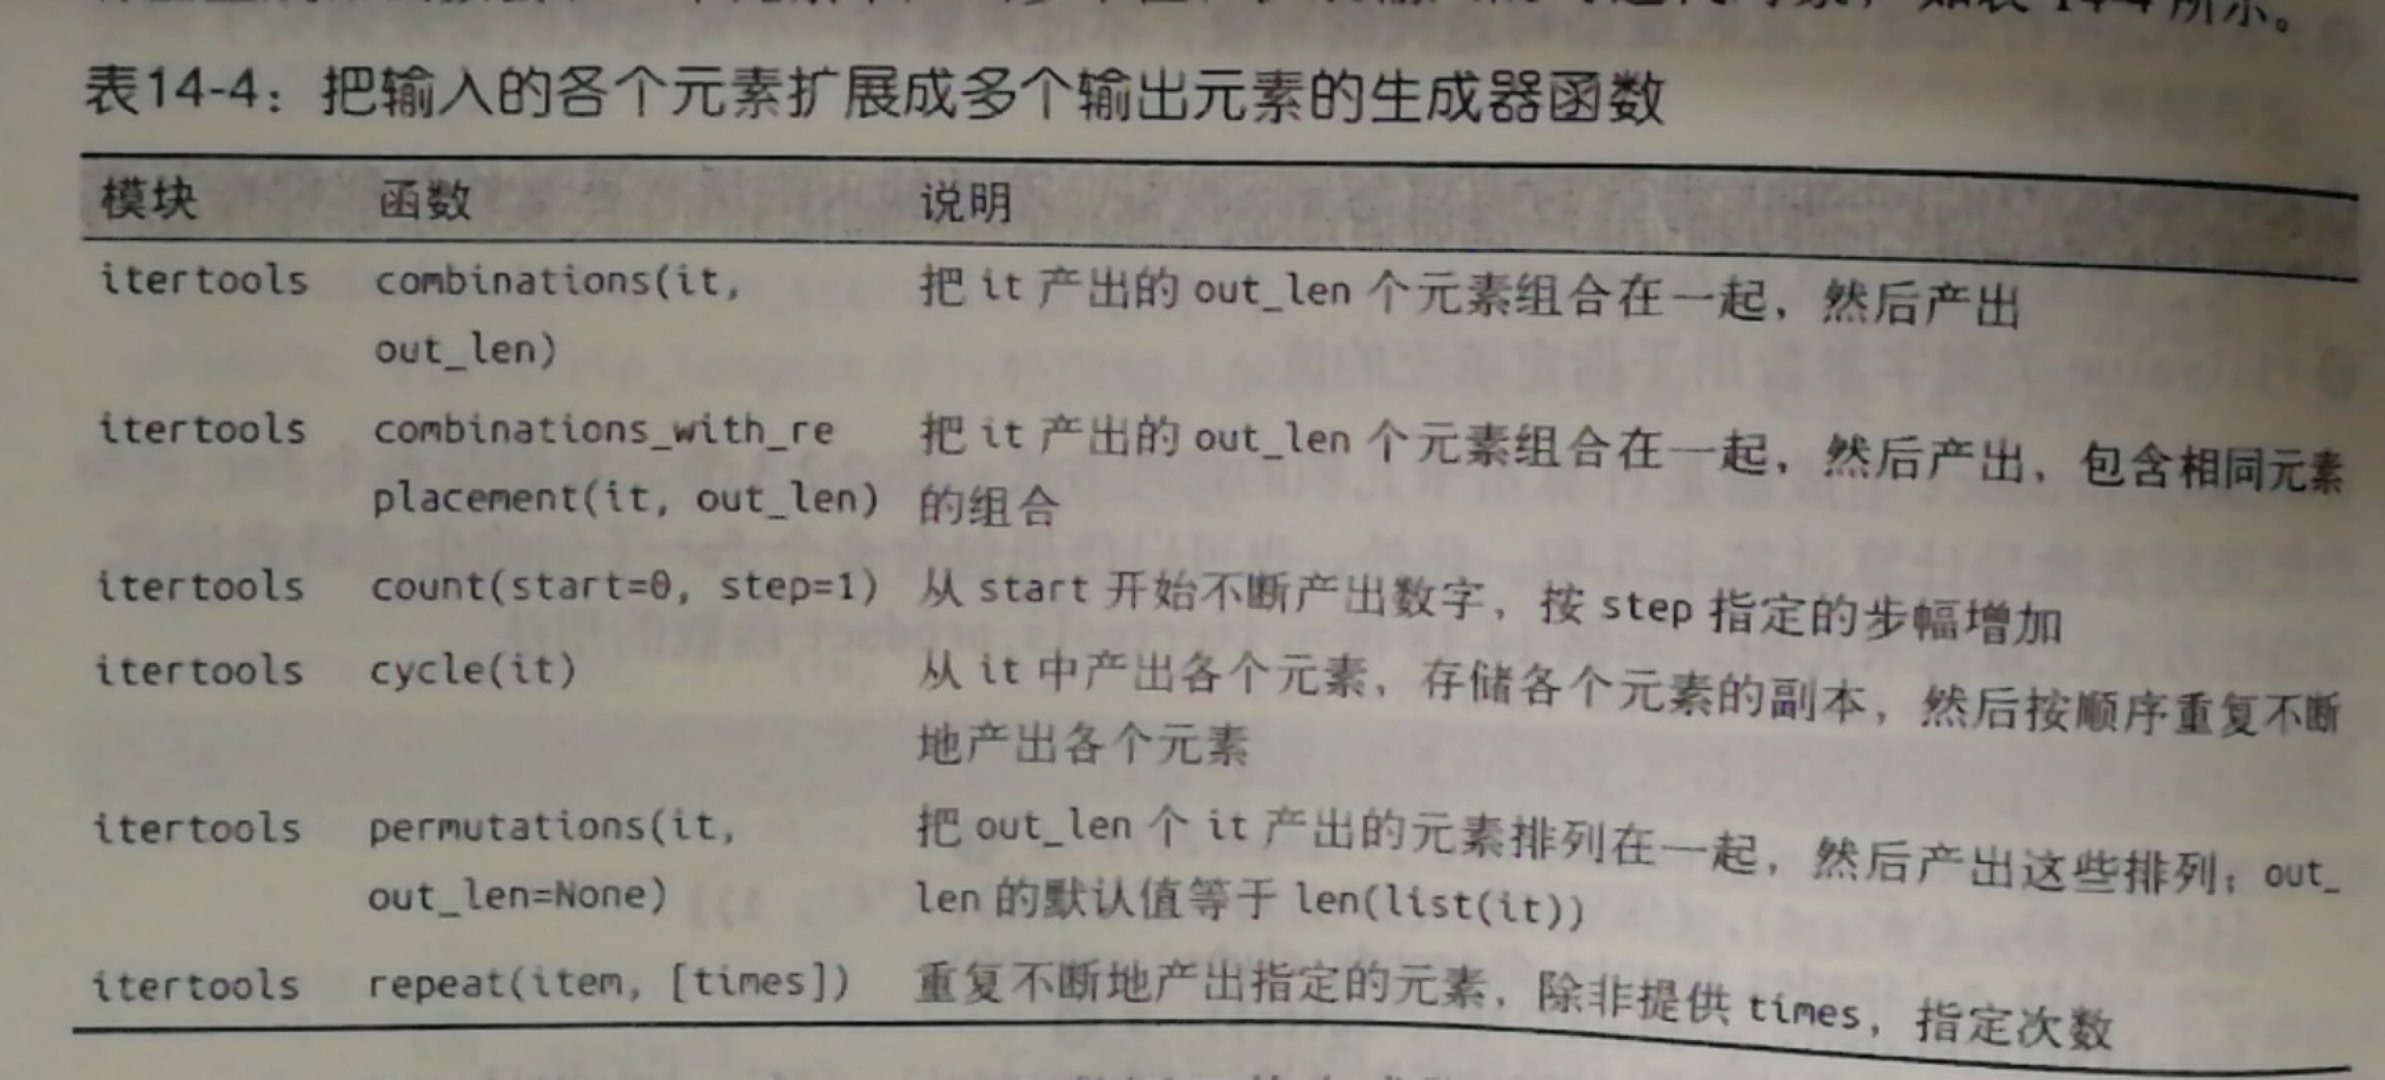 如表 14-4 所示。
表14-4：把输入的各个元素扩展成多个输出元素的生成器函数
模块 函数 说明
itertools combinations(it, 把 it 产出的 out_len 个元素组合在一起，然后产出
out_len)
itertools combinations_with_re 把 it 产出的 out_len 个元素组合在一起，然后产出，包含相同元素
placement(it, out_len) 的组合
itertools count(start=0, step=1) 从 start 开始不断产出数字，按 step 指定的步幅增加
itertools cycle(it) 从 it 中产出各个元素，存储各个元素的副本，然后按顺序重复不断
地产出各个元素
itertools permutations(it, 把 out_len 个 it 产出的元素排列在一起，然后产出这些排列；out_
out_len=None) len 的默认值等于 len(list(it))
itertools repeat(item, [times]) 重复不断地产出指定的元素，除非提供 times，指定次数